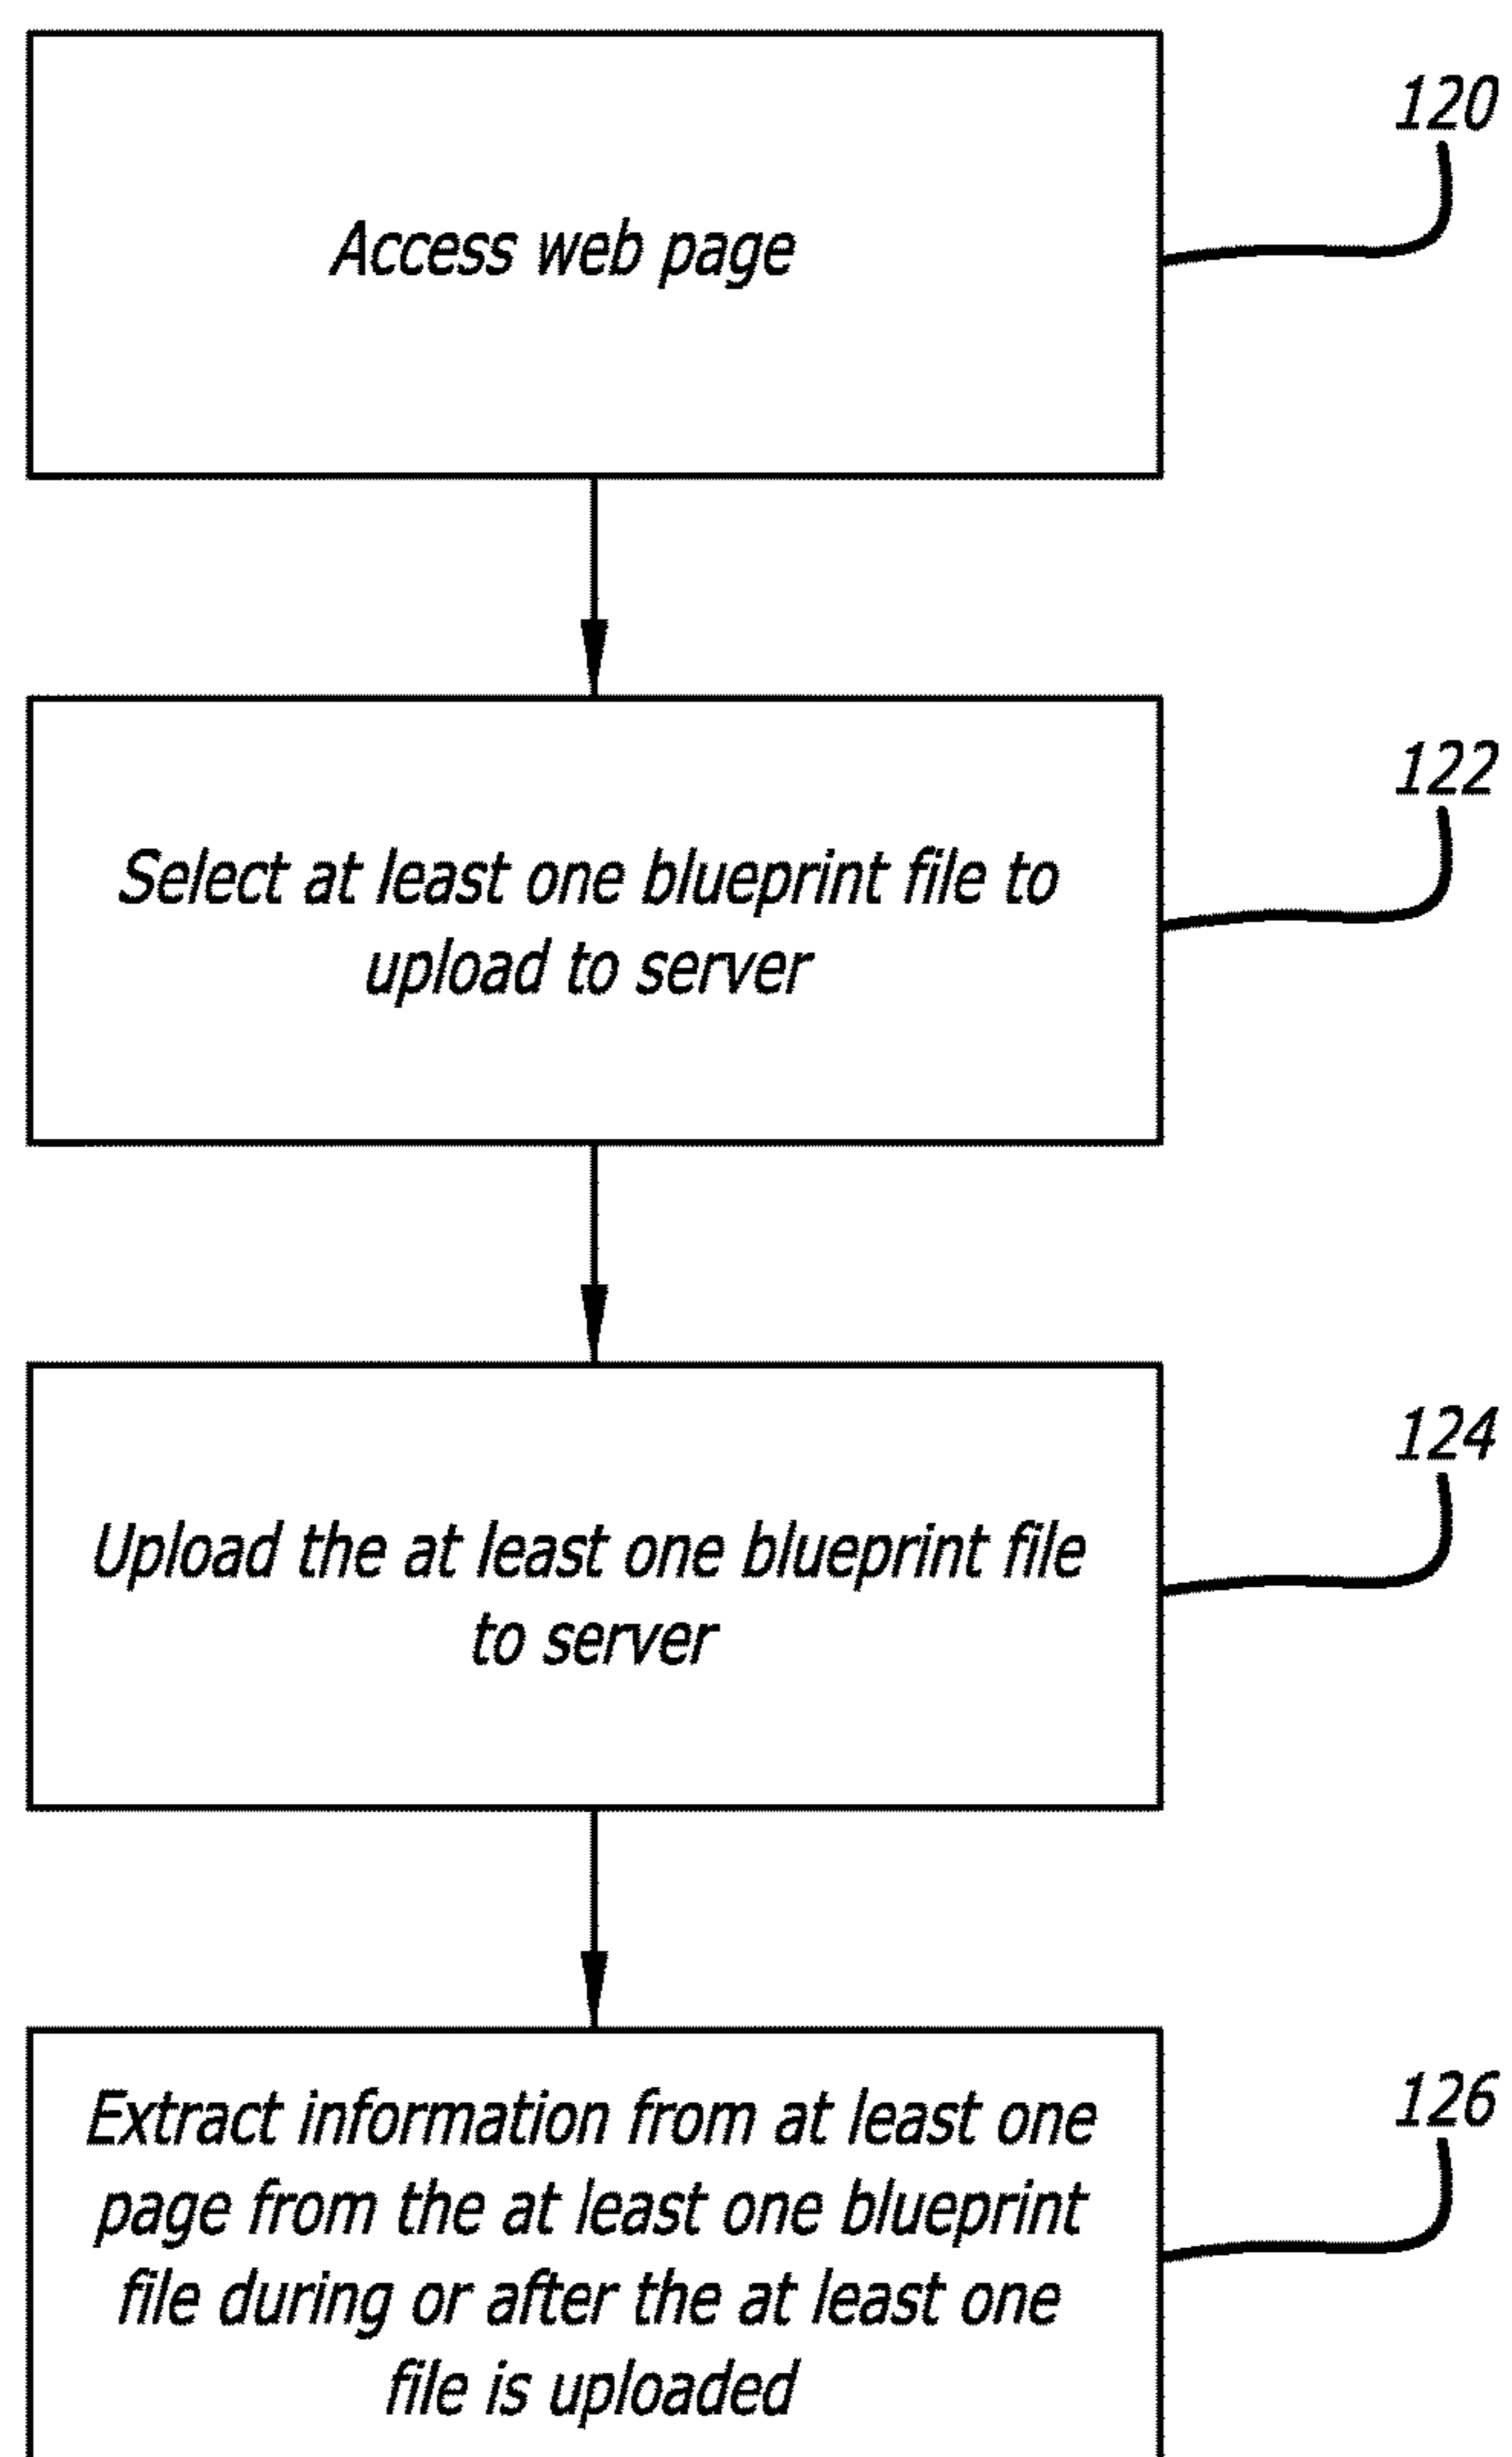 120
Access web page
122
Select at least one blueprint file to
upload to server
124
Upload the at least one blueprint file
to server
126
Extract information from at least one
page from the at least one blueprint
file during or after the at least one
file is uploaded